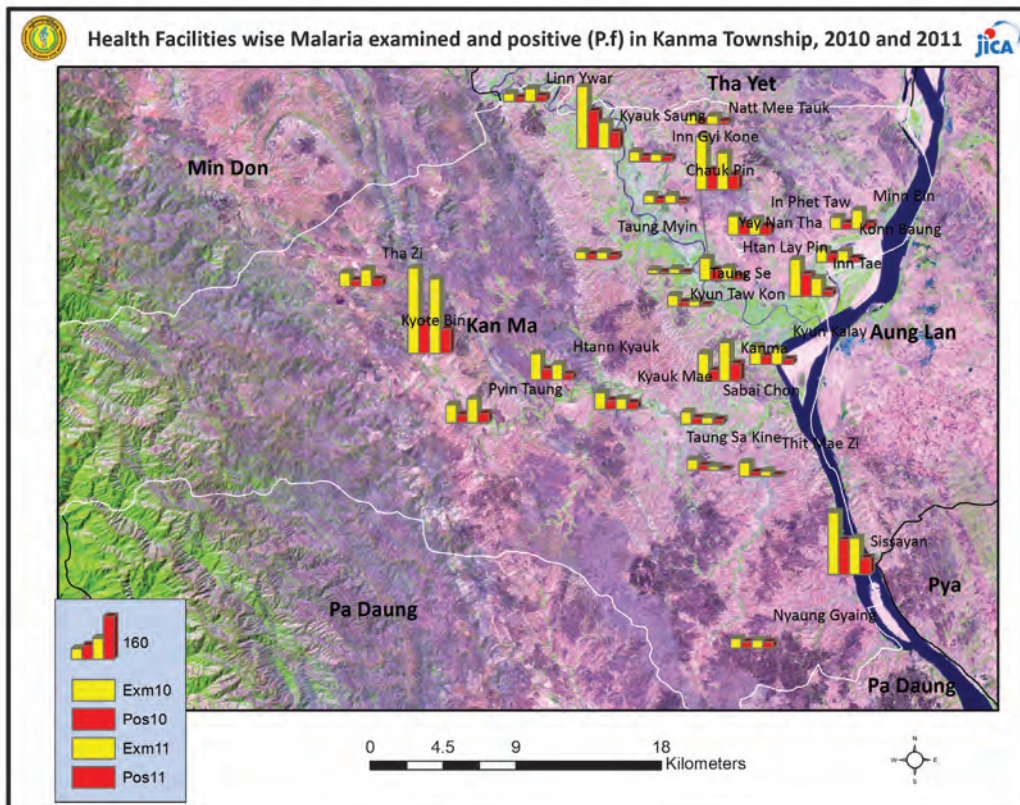 Health Facilities wise Malaria examined and positive (P.f) in Kanma Township, 2010 and 2011
jICA
Linn Ywar
Tha Yet
Natt Mee Tauk
Kyauk Saung
Inn Gyi Kone
Min Don
Chauk Pin
In Phet Taw
Minn Bin
Taung Myin
Yay Nan Tha
Konn Baung
Tha Zi
Htan Lay Pin
Inn Tae
Taung Se
Kyun Taw Kon
Kyote Bin
Kan Ma
Kyun Kalay
Aung Lan
Htann Kyauk
Kanma
Kyauk Mae
Pyin Taung
Sabai Chon
Taung Sa Kine
Thit Mae Zi
Sissayan
Pya
Pa Daung
Nyaung Gyaing
Pa Daung
160
Exm10
Pos10
Exm11
Pos11
0 4.5 9 18
Kilometers
N
W E
S